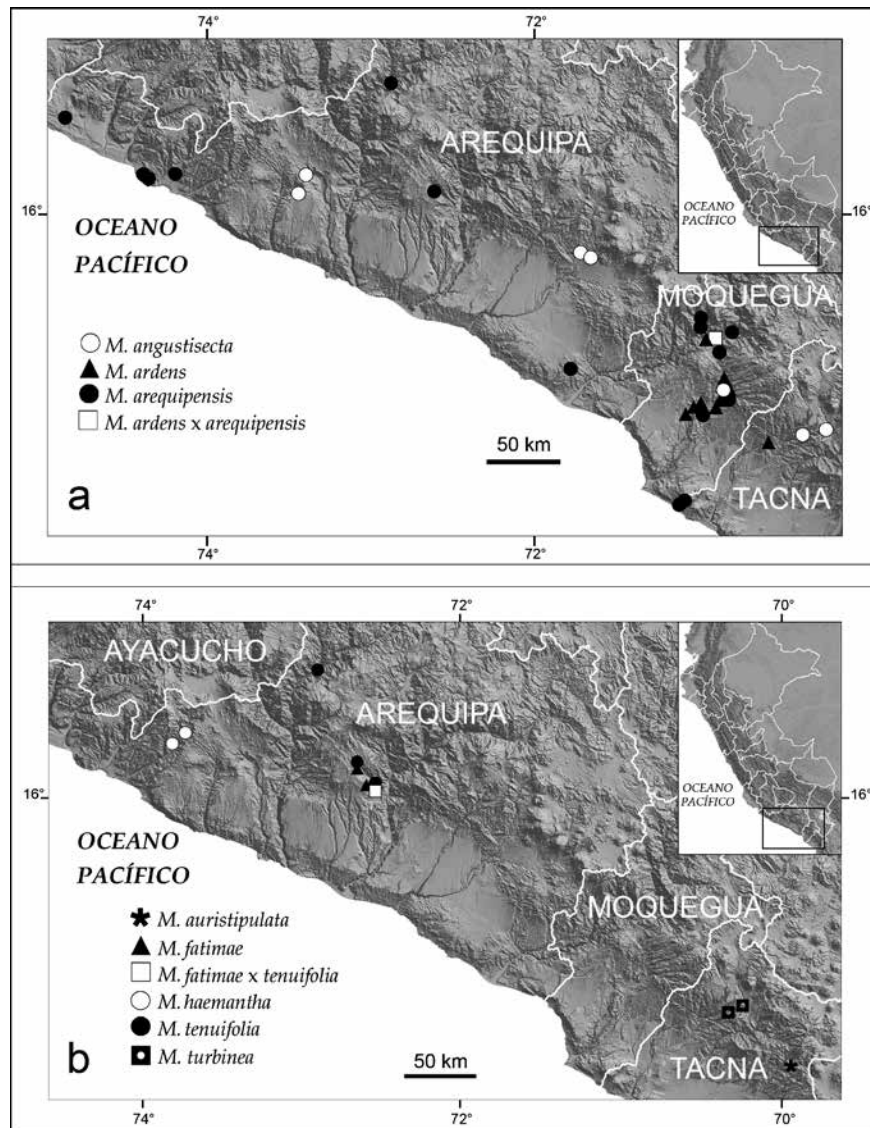 74°
72°
AREQUIPA
16°
16°
OCEANO
PACÍFICO
OCEANO
PACÍFICO
MOQUEGUA
M. angustisecta
M. ardens
M. arequipensis
M. ardens x arequipensis
50 km
a
TACNA
74°
72°
74°
72°
70°
AYACUCHO
AREQUIPA
16°
16°
OCEANO
PACÍFICO
OCEANO
PACÍFICO
MOQUEGUA
M. auristipulata
M. fatimae
M. fatimae x tenuifolia
M. haemantha
M. tenuifolia
M. turbinea
50 km
b
TACNA
74°
72°
70°